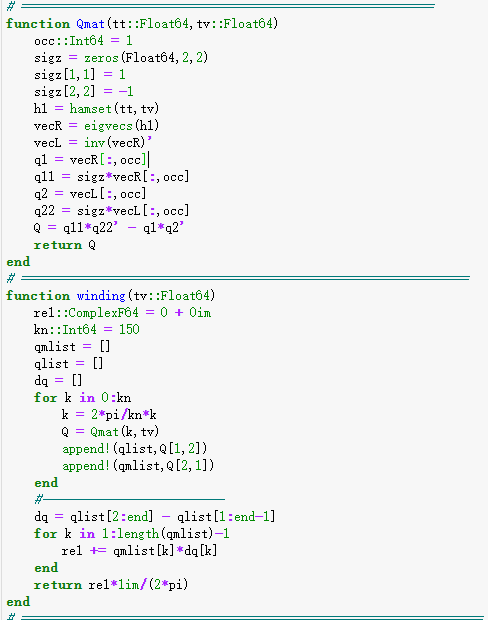 # ==================================================
function Qmat(tt::Float64,tv::Float64)
    occ::Int64 = 1
    sigz = zeros(Float64,2,2)
    sigz[1,1] = 1
    sigz[2,2] = -1
    h1 = hamset(tt,tv)
    vecR = eigvecs(h1)
    vecL = inv(vecR)'
    q1 = vecR[:,occ]
    q11 = sigz*vecR[:,occ]
    q2 = vecL[:,occ]
    q22 = sigz*vecL[:,occ]
    Q = q11*q22' - q1*q2'
    return Q
end
# ======================================================
function winding(tv::Float64)
    re1::ComplexF64 = 0 + 0im
    kn::Int64 = 150
    qmlist = []
    qlist = []
    dq = []
    for k in 0:kn
        k = 2*pi/kn*k
        Q = Qmat(k,tv)
        append!(qlist,Q[1,2])
        append!(qmlist,Q[2,1])
    end
    #--------------------------
    dq = qlist[2:end] - qlist[1:end-1]
    for k in 1:length(qmlist)-1
        re1 += qmlist[k]*dq[k]
    end
    return re1*1im/(2*pi)
end
# ========================================================